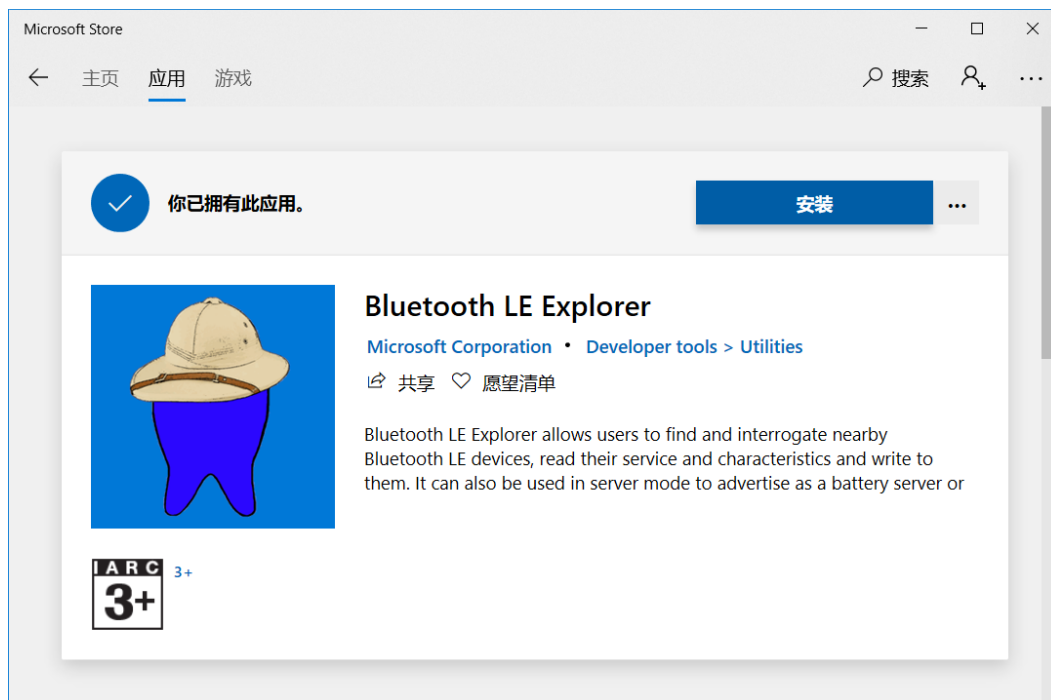 Microsoft Store
主页 应用 游戏 搜索
你已拥有此应用。
安装
Bluetooth LE Explorer
Microsoft Corporation • Developer tools > Utilities
共享 愿望清单
Bluetooth LE Explorer allows users to find and interrogate nearby
Bluetooth LE devices, read their service and characteristics and write to
them. It can also be used in server mode to advertise as a battery server or
IARC
3+
3+